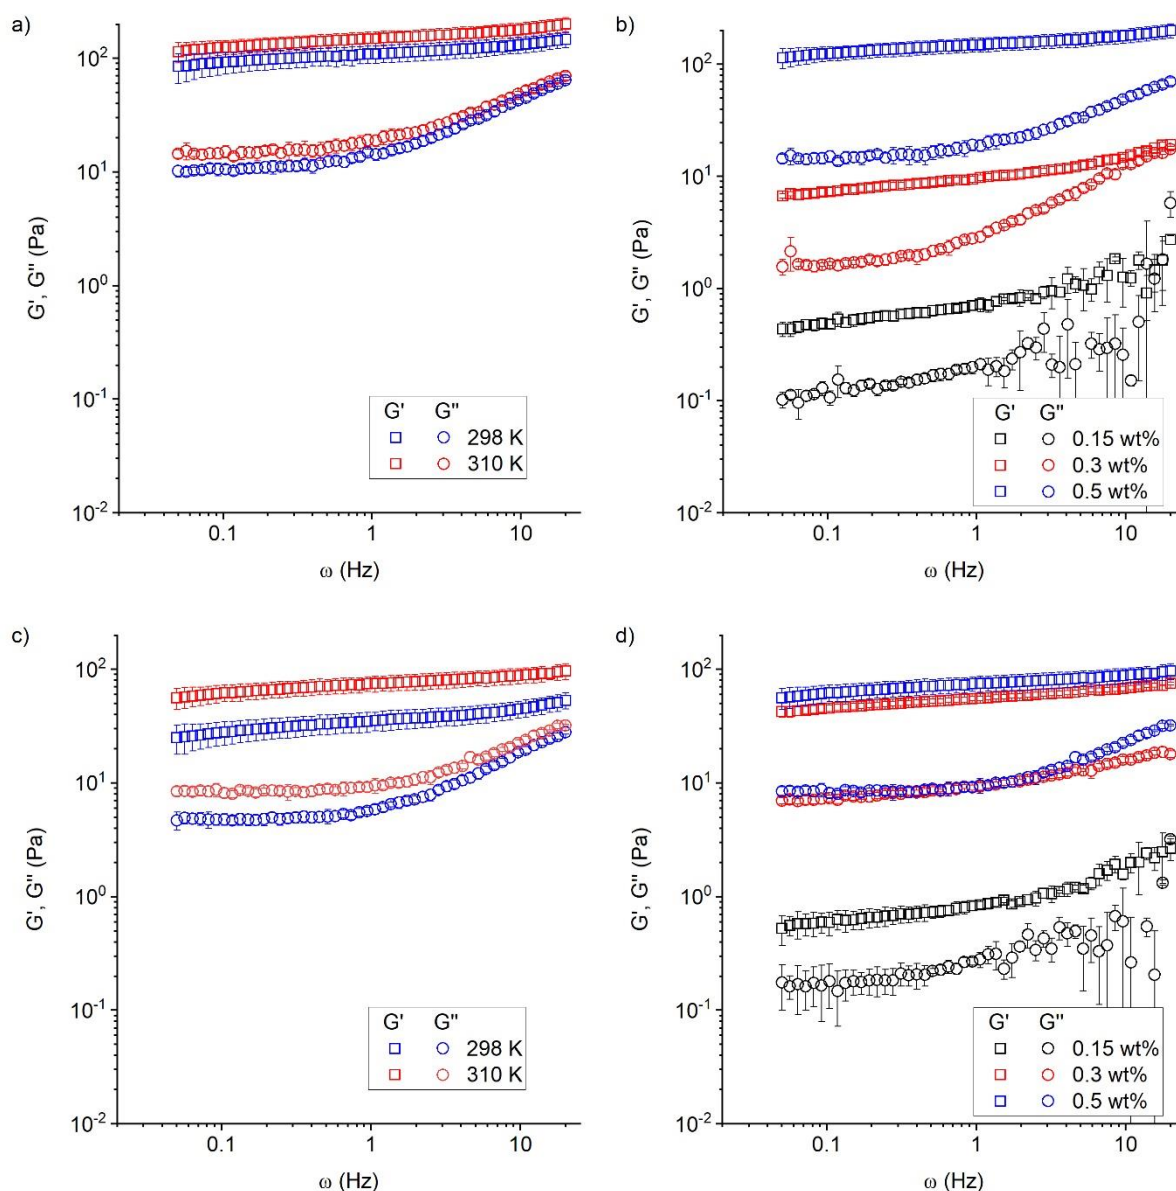 a)
10²
10¹
10⁰
10⁻¹
10⁻²
G', G'' (Pa)
G' G''
298 K
310 K
0.1 1 10
ω (Hz)
b)
10²
10¹
10⁰
10⁻¹
10⁻²
G', G'' (Pa)
G' G''
0.15 wt%
0.3 wt%
0.5 wt%
0.1 1 10
ω (Hz)
c)
10²
10¹
10⁰
10⁻¹
10⁻²
G', G'' (Pa)
G' G''
298 K
310 K
0.1 1 10
ω (Hz)
d)
10²
10¹
10⁰
10⁻¹
10⁻²
G', G'' (Pa)
G' G''
0.15 wt%
0.3 wt%
0.5 wt%
0.1 1 10
ω (Hz)